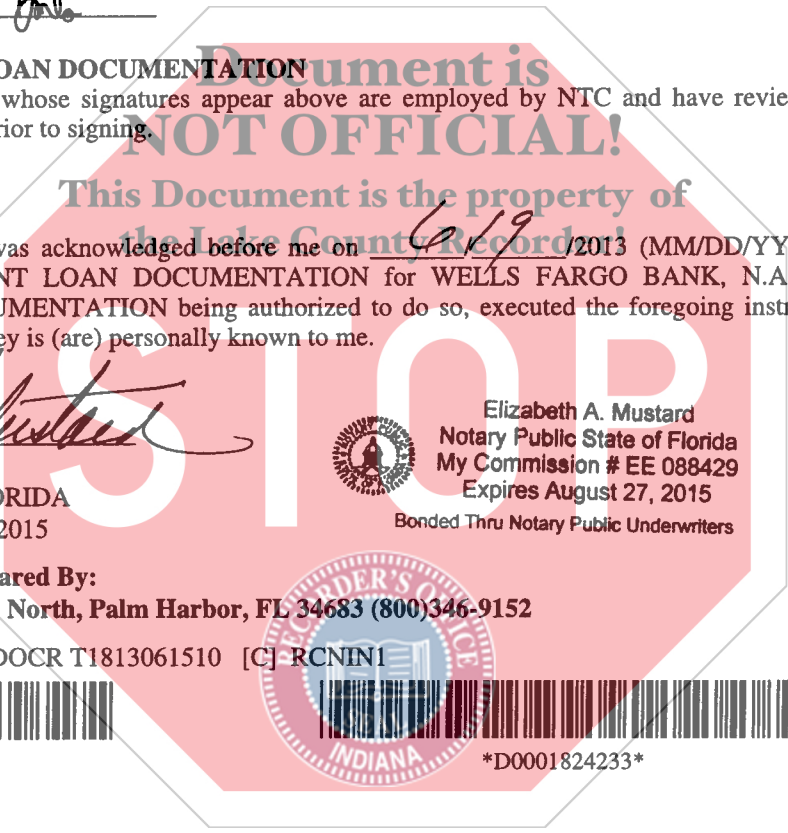 OAN DOCUMENTATION
Document is
whose signatures appear above are employed by NTC and have revie
rior to signing.
NOT OFFICIAL!
This Document is the property of
the Lake County Recorder!
was acknowledged before me on 6/19/2013 (MM/DD/YY
NT LOAN DOCUMENTATION for WELLS FARGO BANK, N.A
UMENTATION being authorized to do so, executed the foregoing inst
ey is (are) personally known to me.
STOP
Elizabeth A. Mustard
Notary Public State of Florida
My Commission # EE 088429
Expires August 27, 2015
Bonded Thru Notary Public Underwriters
ORIDA
2015
ared By:
North, Palm Harbor, FL 34683 (800)346-9152
DOCR T1813061510 [C] RCNIN1
RECORDER'S OFFICE
SEAL
INDIANA
*D0001824233*